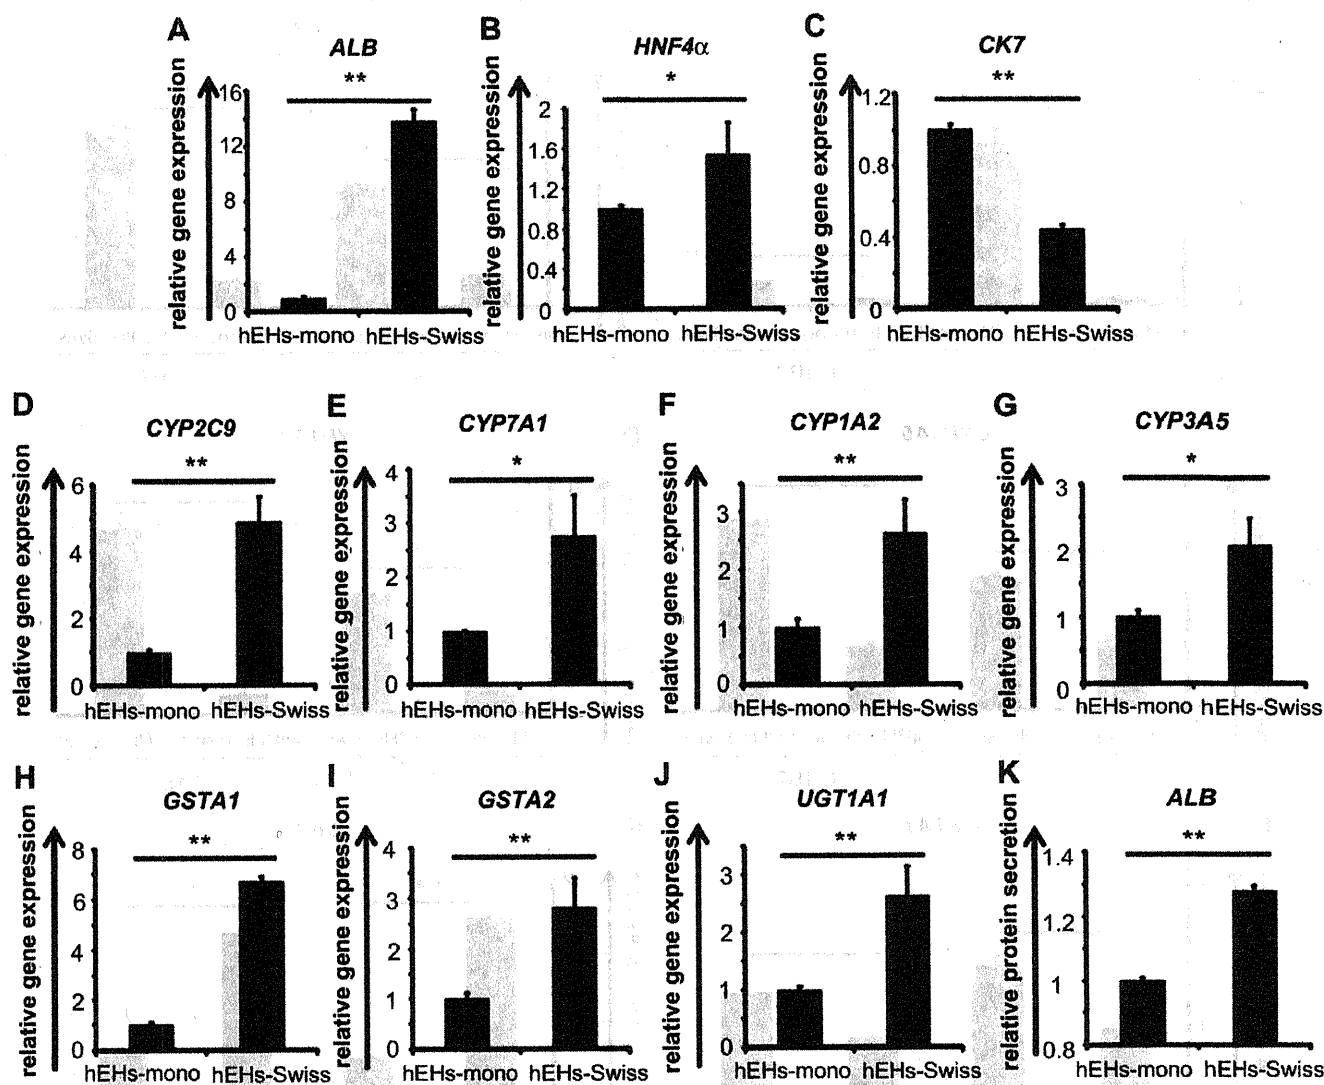 A
ALB
**
relative gene expression
16
12
8
4
0
hEHs-mono hEHs-Swiss
B
HNF4α
*
relative gene expression
2
1.6
1.2
0.8
0.4
0
hEHs-mono hEHs-Swiss
C
CK7
**
relative gene expression
1.2
0.8
0.4
0
hEHs-mono hEHs-Swiss
D
CYP2C9
**
relative gene expression
6
4
2
0
hEHs-mono hEHs-Swiss
E
CYP7A1
*
relative gene expression
4
3
2
1
0
hEHs-mono hEHs-Swiss
F
CYP1A2
**
relative gene expression
3
2
1
0
hEHs-mono hEHs-Swiss
G
CYP3A5
*
relative gene expression
3
2
1
0
hEHs-mono hEHs-Swiss
H
GSTA1
**
relative gene expression
8
6
4
2
0
hEHs-mono hEHs-Swiss
I
GSTA2
**
relative gene expression
4
3
2
1
0
hEHs-mono hEHs-Swiss
J
UGT1A1
**
relative gene expression
3
2
1
0
hEHs-mono hEHs-Swiss
K
ALB
**
relative protein secretion
1.4
1.2
1
0.8
hEHs-mono hEHs-Swiss